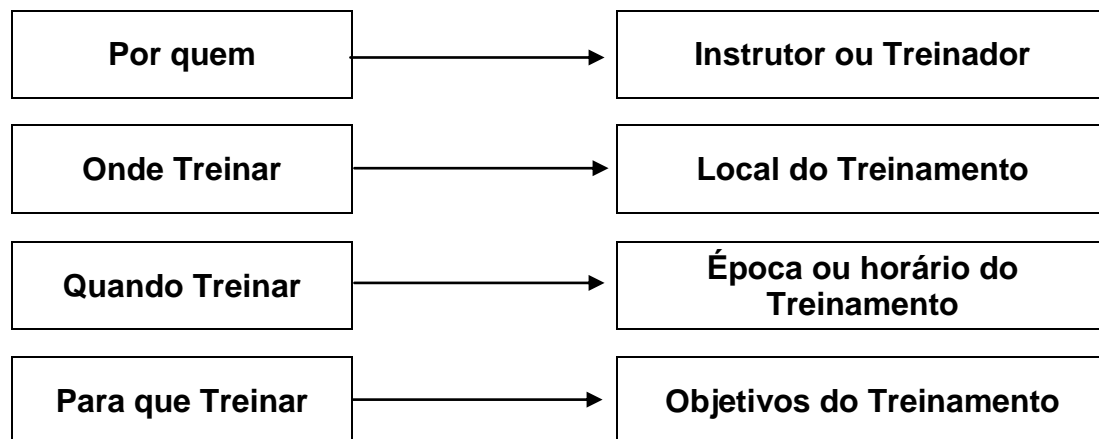 Por quem
Instrutor ou Treinador
Onde Treinar
Local do Treinamento
Quando Treinar
Época ou horário do
Treinamento
Para que Treinar
Objetivos do Treinamento